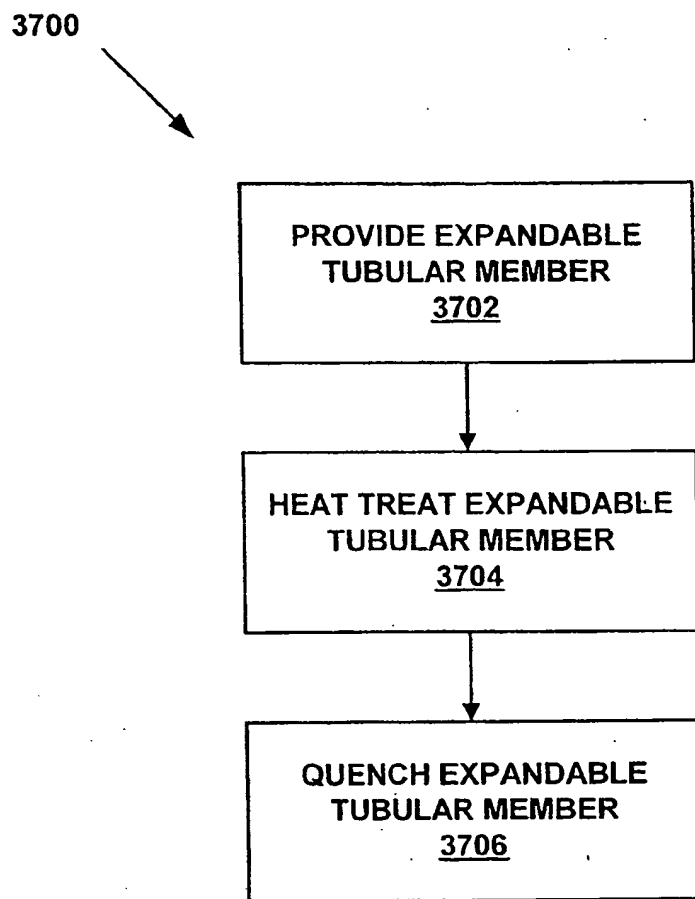 3700
PROVIDE EXPANDABLE
TUBULAR MEMBER
3702
HEAT TREAT EXPANDABLE
TUBULAR MEMBER
3704
QUENCH EXPANDABLE
TUBULAR MEMBER
3706